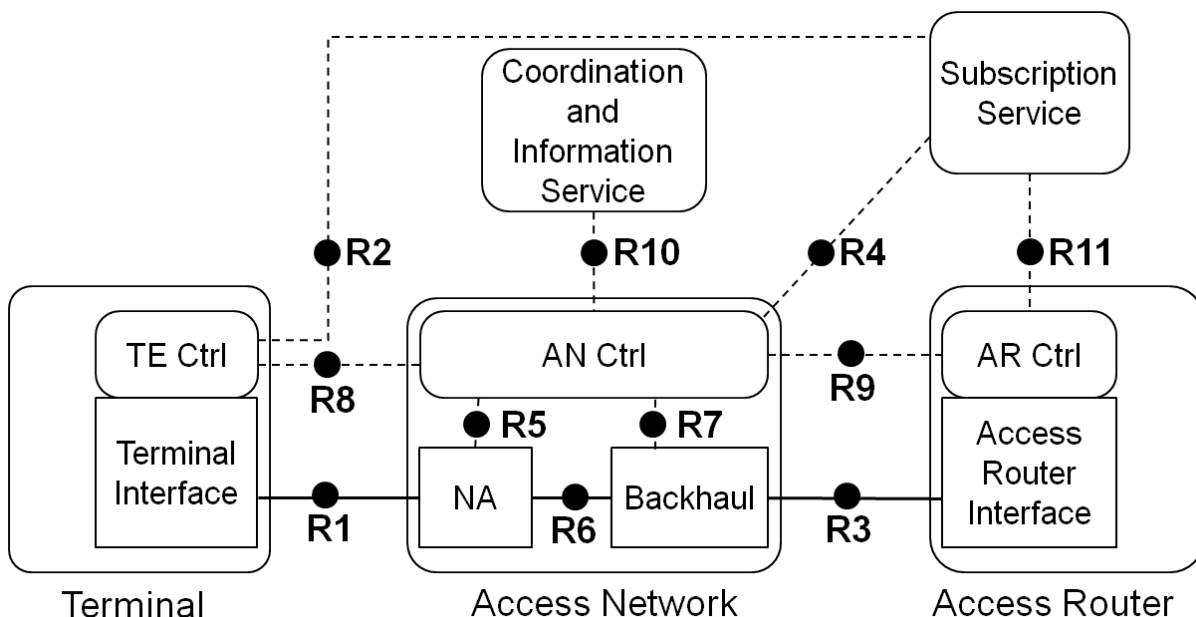 Coordination
and
Information
Service
Subscription
Service
R2
R10
R4
R11
TE Ctrl
AN Ctrl
AR Ctrl
R8
R9
R5
R7
Terminal
Interface
NA
Backhaul
Access
Router
Interface
R1
R6
R3
Terminal
Access Network
Access Router